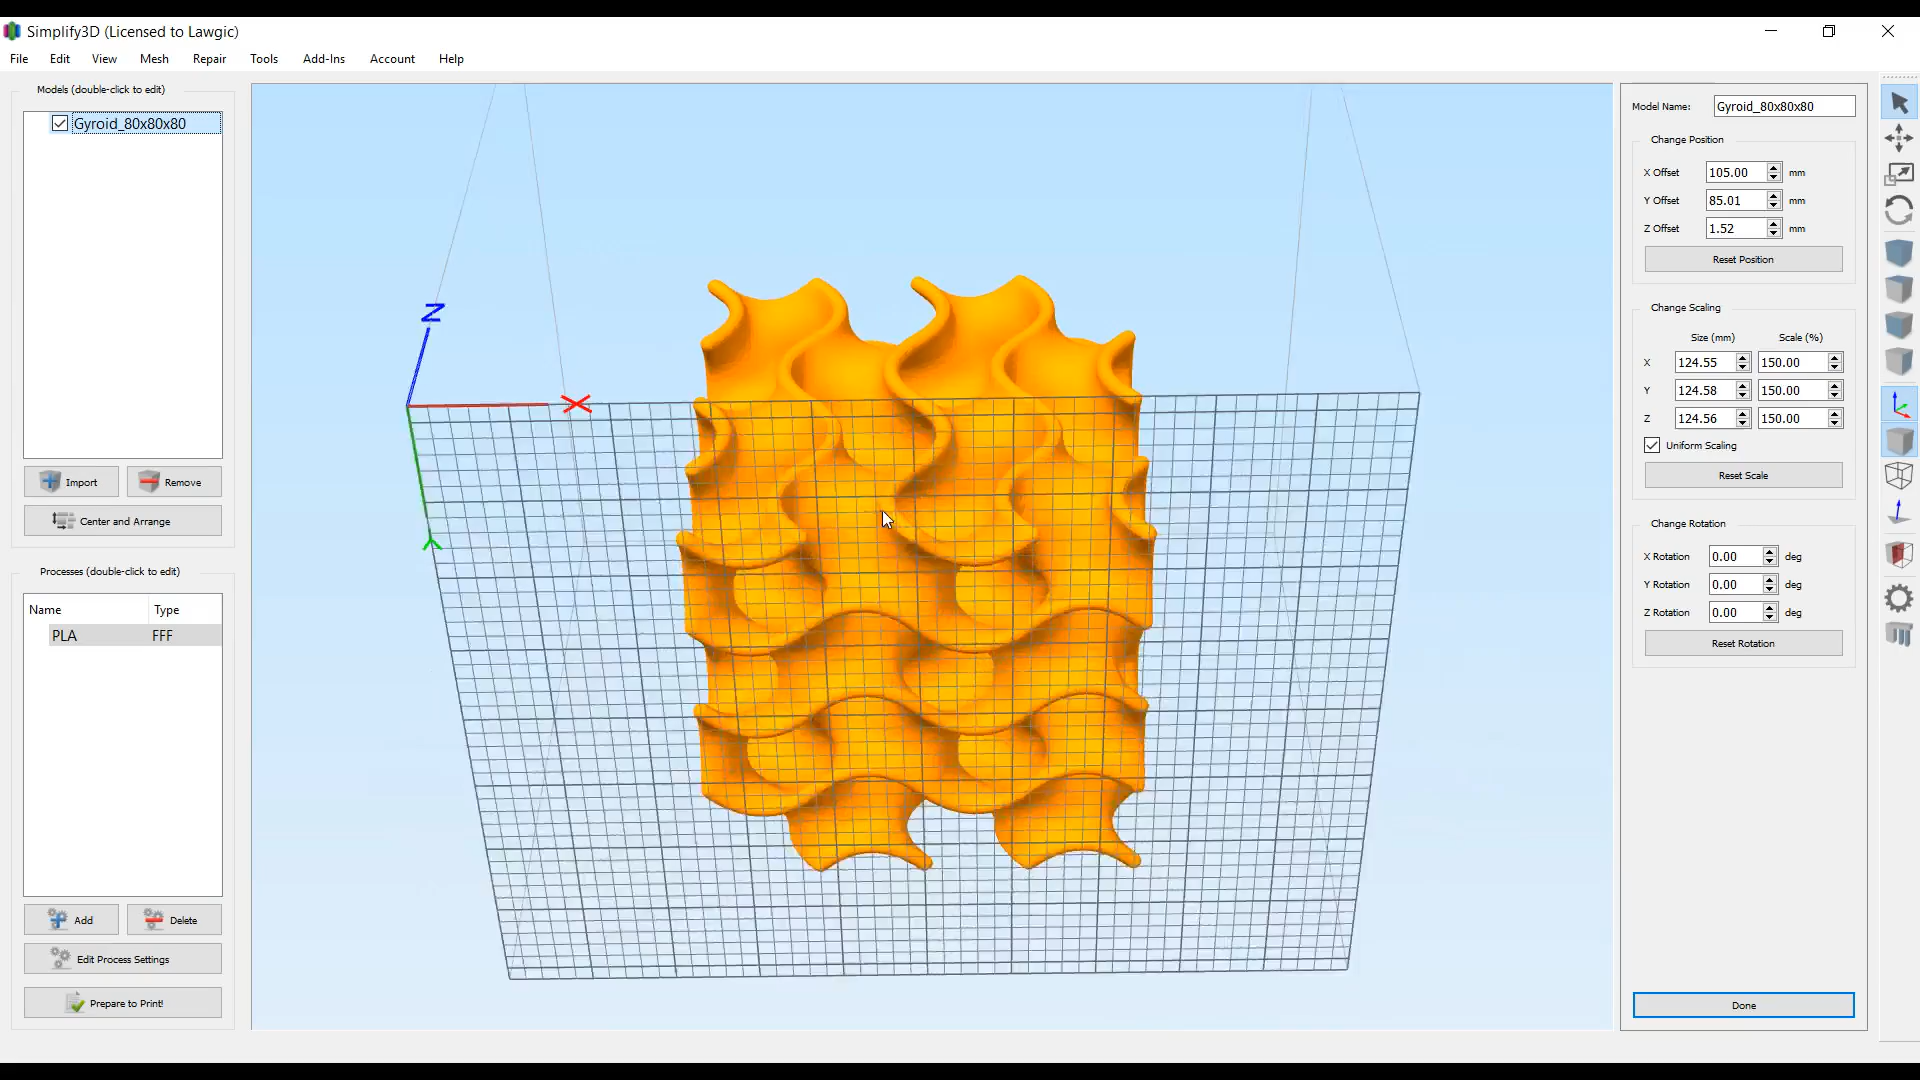 Simplify3D (Licensed to Lawgic)
File Edit View Mesh Repair Tools Add-Ins Account Help
Models (double-click to edit)
Gyroid_80x80x80
Import Remove
Center and Arrange
Processes (double-click to edit)
Name Type
PLA FFF
Add Delete
Edit Process Settings
Prepare to Print!
Z
X
Y
Model Name: Gyroid_80x80x80
Change Position
X Offset 105.00 mm
Y Offset 85.01 mm
Z Offset 1.52 mm
Reset Position
Change Scaling
Size (mm) Scale (%)
X 124.55 150.00
Y 124.58 150.00
Z 124.56 150.00
Uniform Scaling
Reset Scale
Change Rotation
X Rotation 0.00 deg
Y Rotation 0.00 deg
Z Rotation 0.00 deg
Reset Rotation
Done